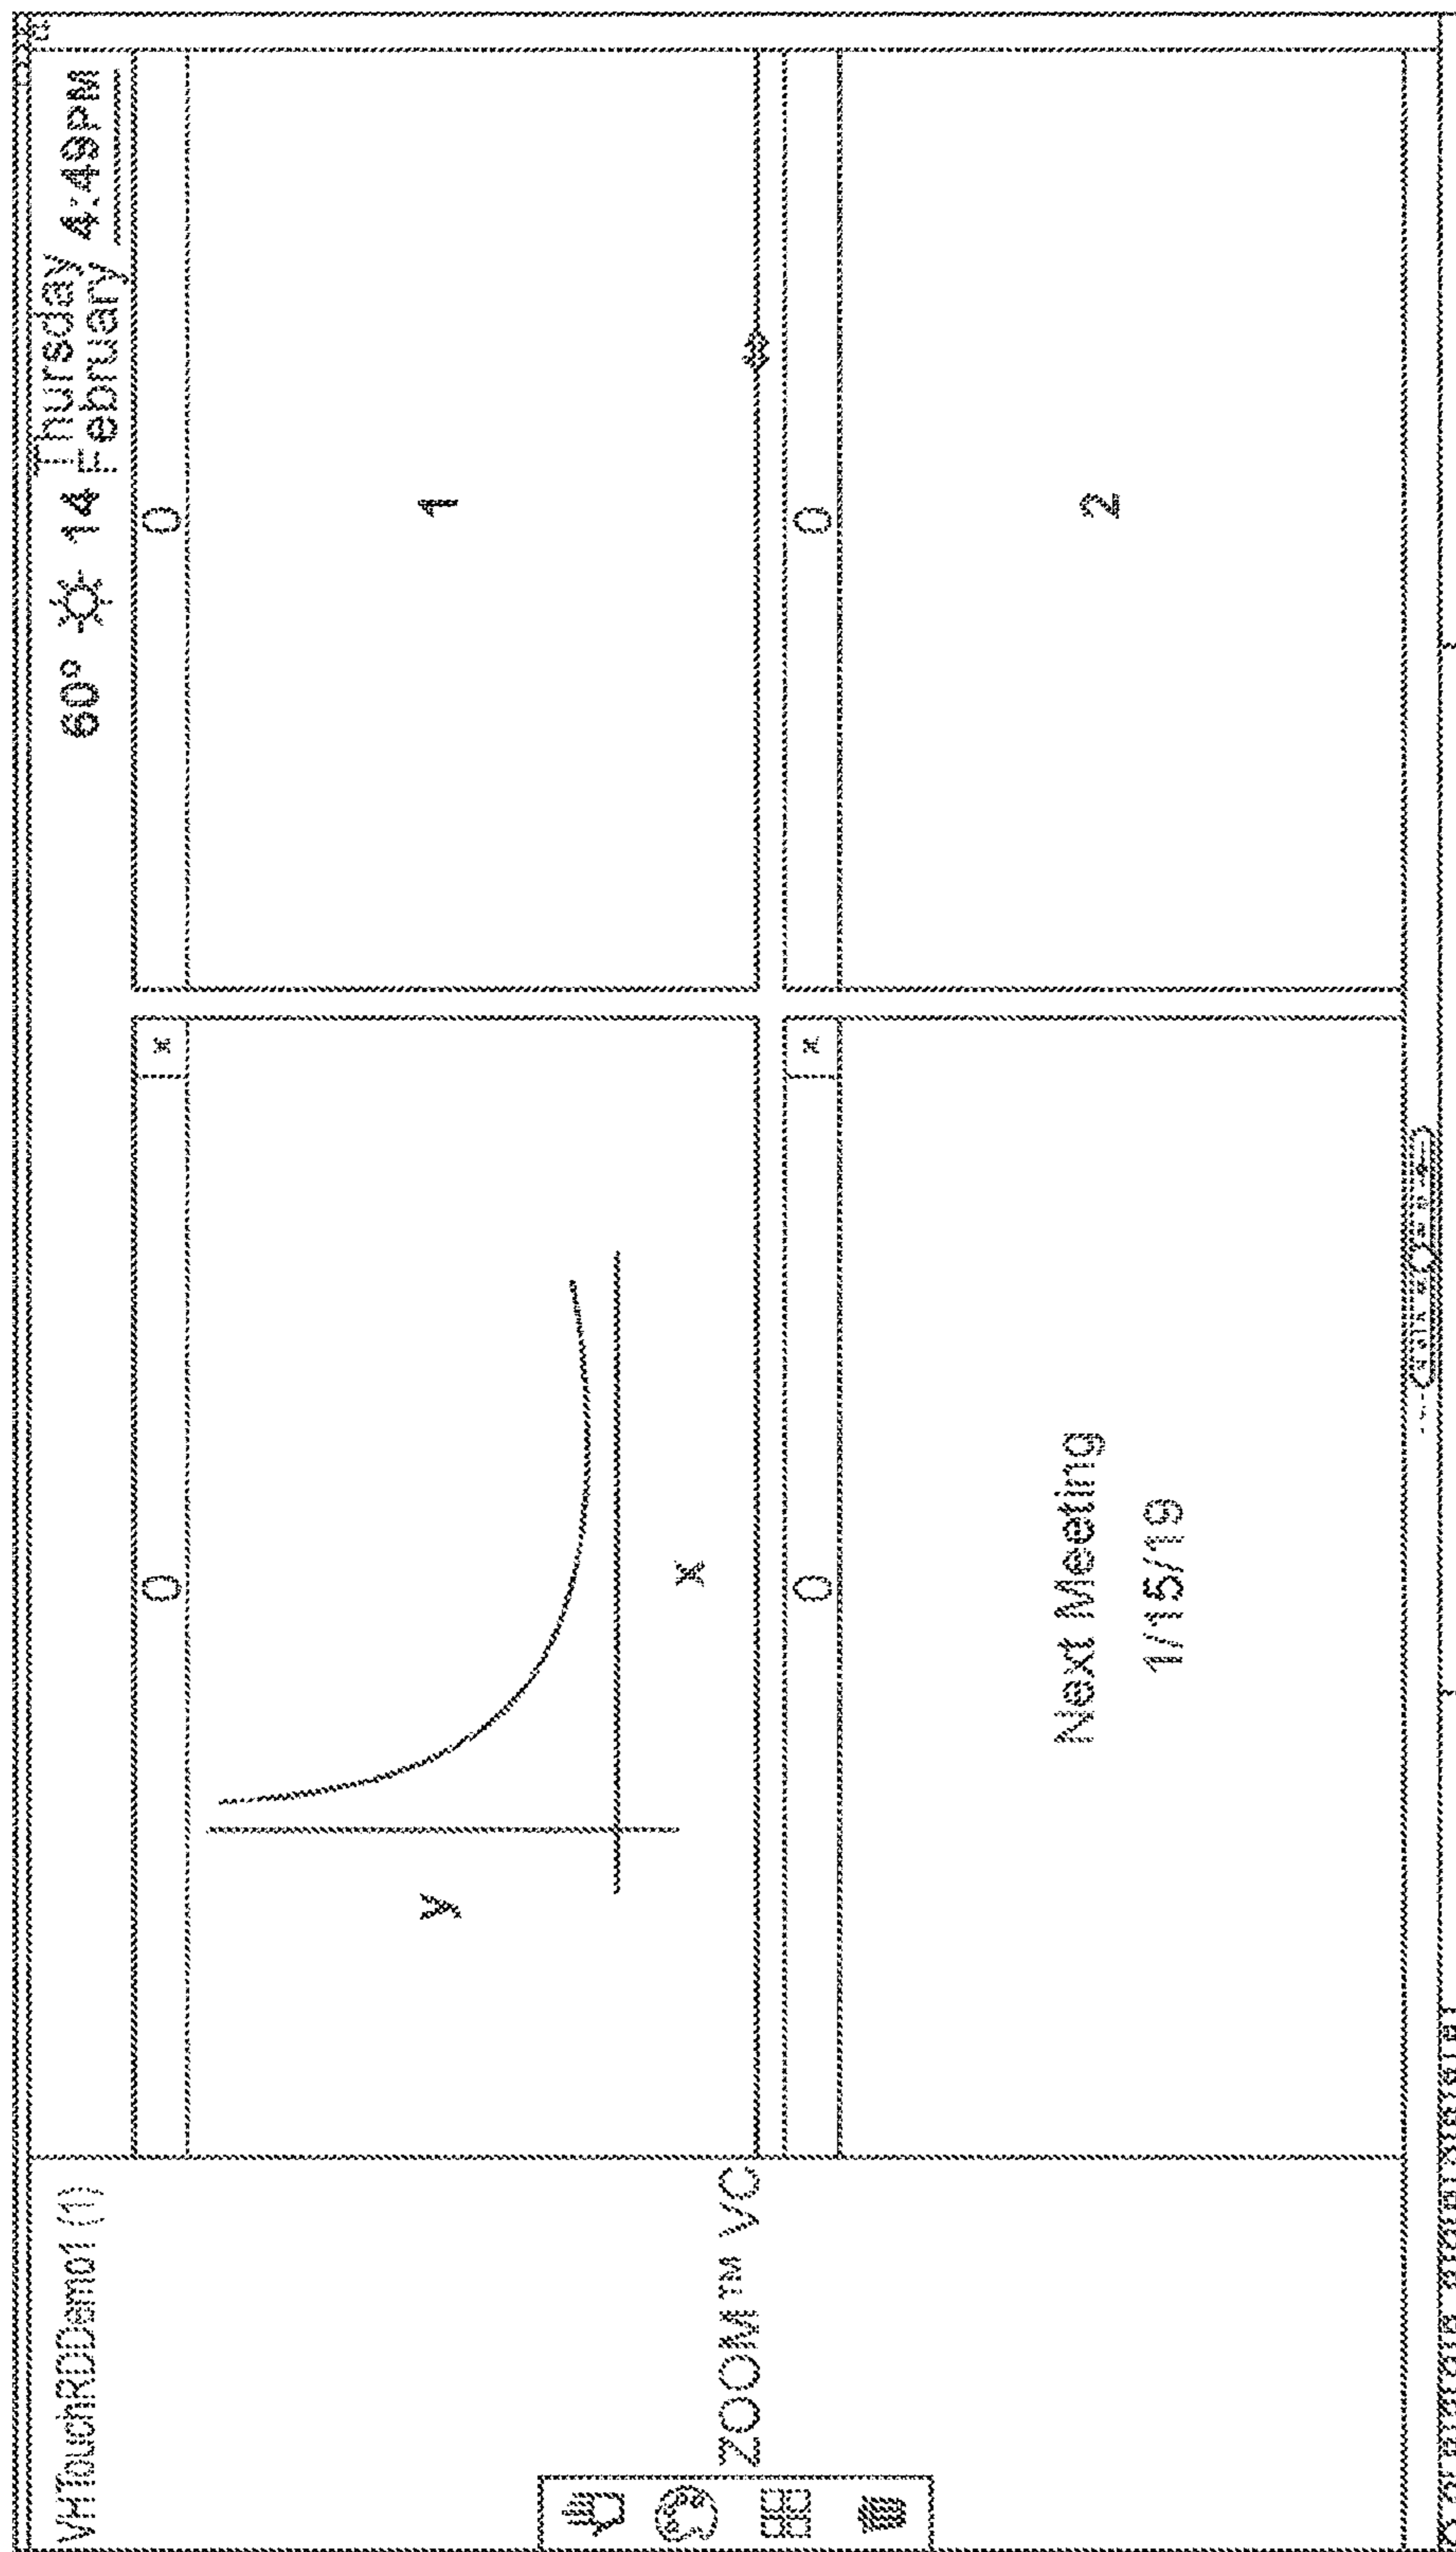 VHTouchRDDemo1 (1)
60° 14 Thursday 4:49PM
February
0 x
0
y
x
1
ZOOM™ VC
0 x
0
Next Meeting
1/15/19
2